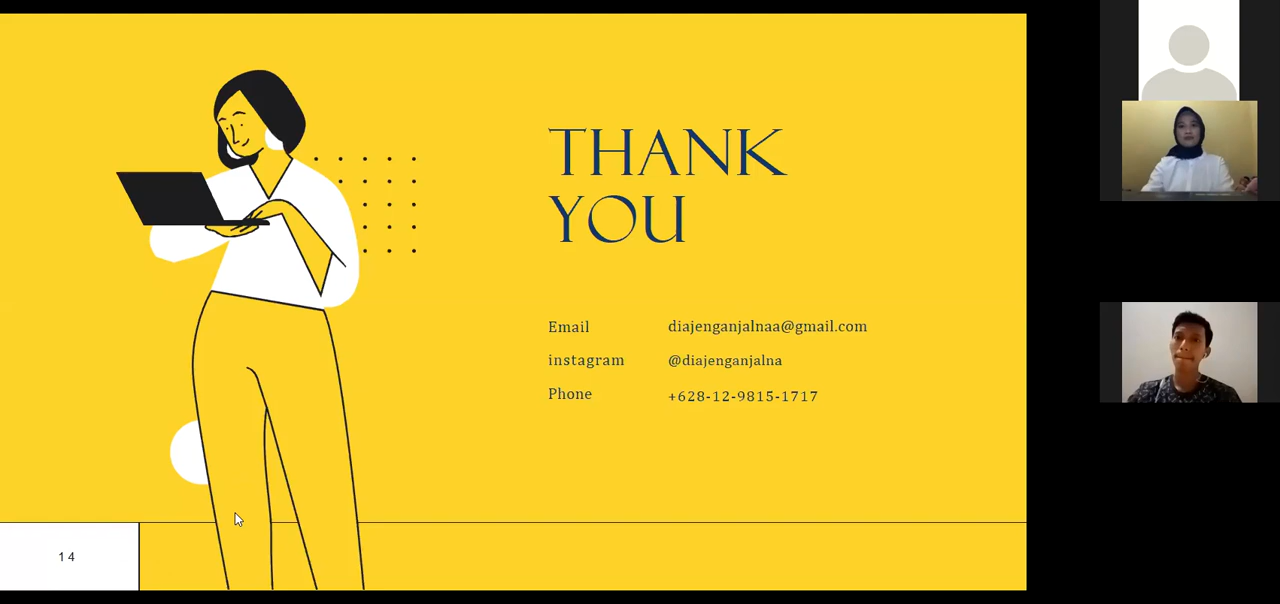 THANK
YOU
Email diajenganjalnaa@gmail.com
instagram @diajenganjalna
Phone +628-12-9815-1717
14